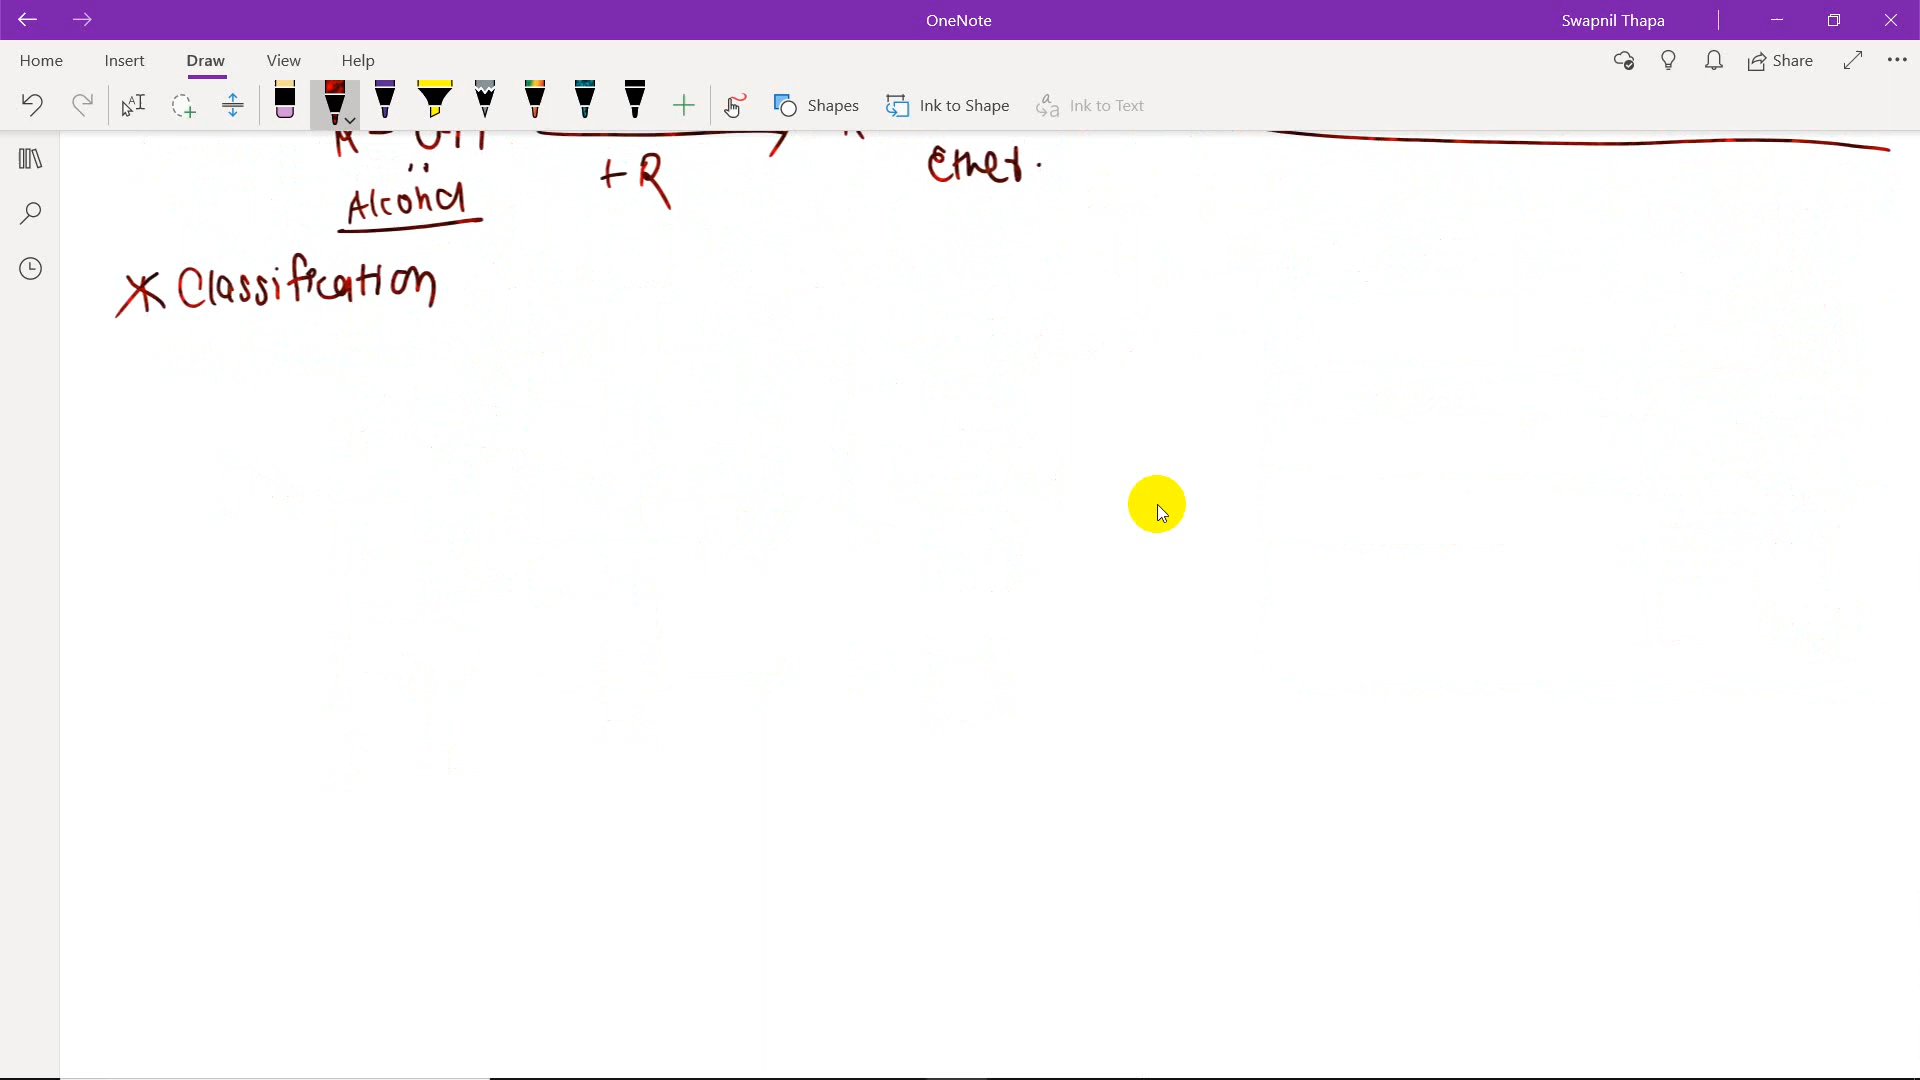 OneNote
Swapnil Thapa
Home Insert Draw View Help
Share
Shapes Ink to Shape Ink to Text
R - OH
+R
Ether.
Alcohol
* Classification